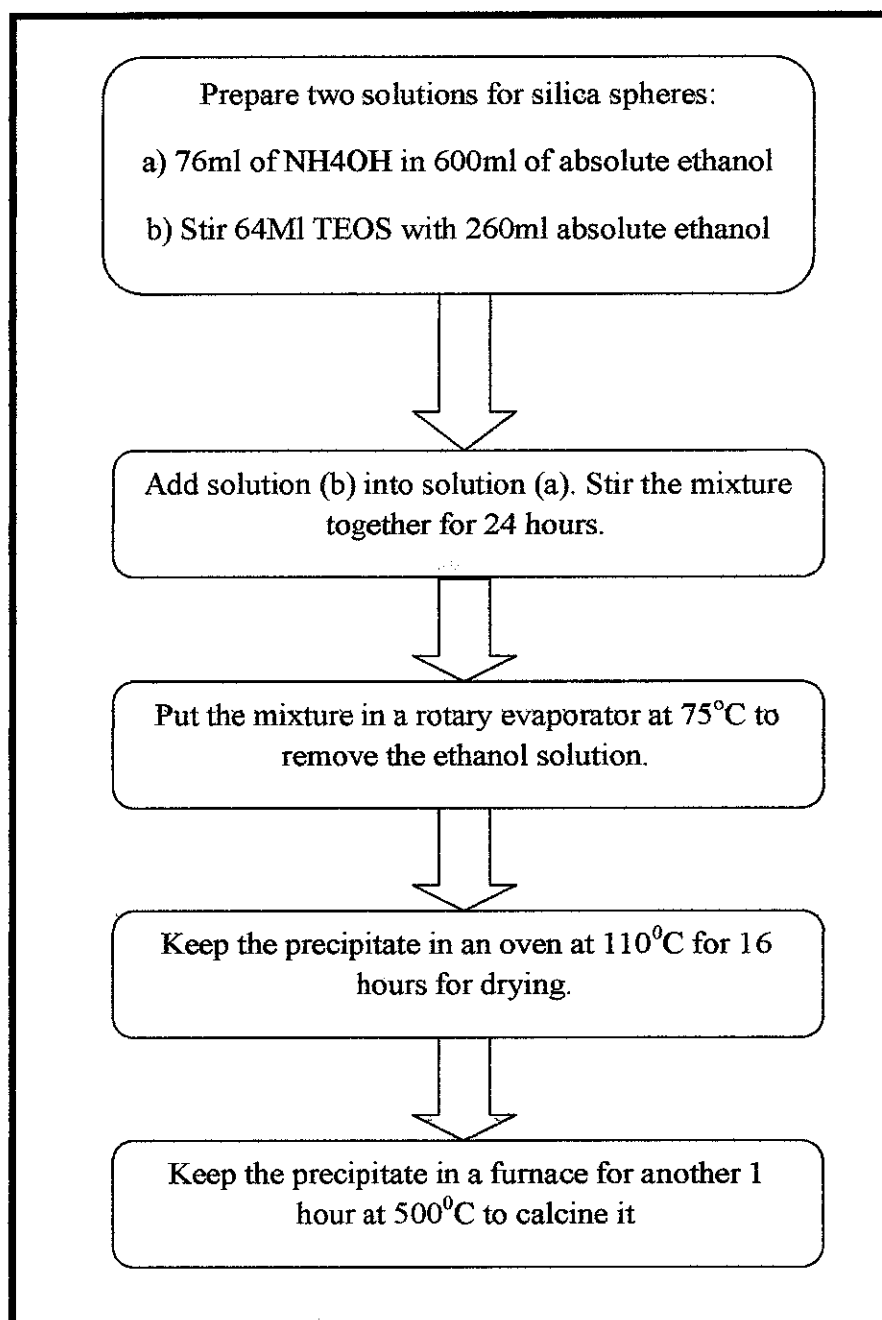 Prepare two solutions for silica spheres:
a) 76ml of NH4OH in 600ml of absolute ethanol
b) Stir 64Ml TEOS with 260ml absolute ethanol
Add solution (b) into solution (a). Stir the mixture
together for 24 hours.
Put the mixture in a rotary evaporator at 75°C to
remove the ethanol solution.
Keep the precipitate in an oven at 110⁰C for 16
hours for drying.
Keep the precipitate in a furnace for another 1
hour at 500⁰C to calcine it